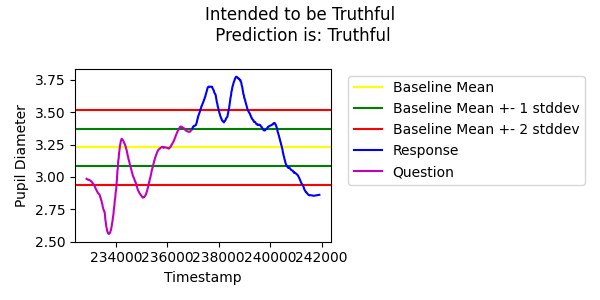 Intended to be Truthful
Prediction is: Truthful
Pupil Diameter
3.75
3.50
3.25
3.00
2.75
2.50
234000
236000
238000
240000
242000
Timestamp
Baseline Mean
Baseline Mean +- 1 stddev
Baseline Mean +- 2 stddev
Response
Question